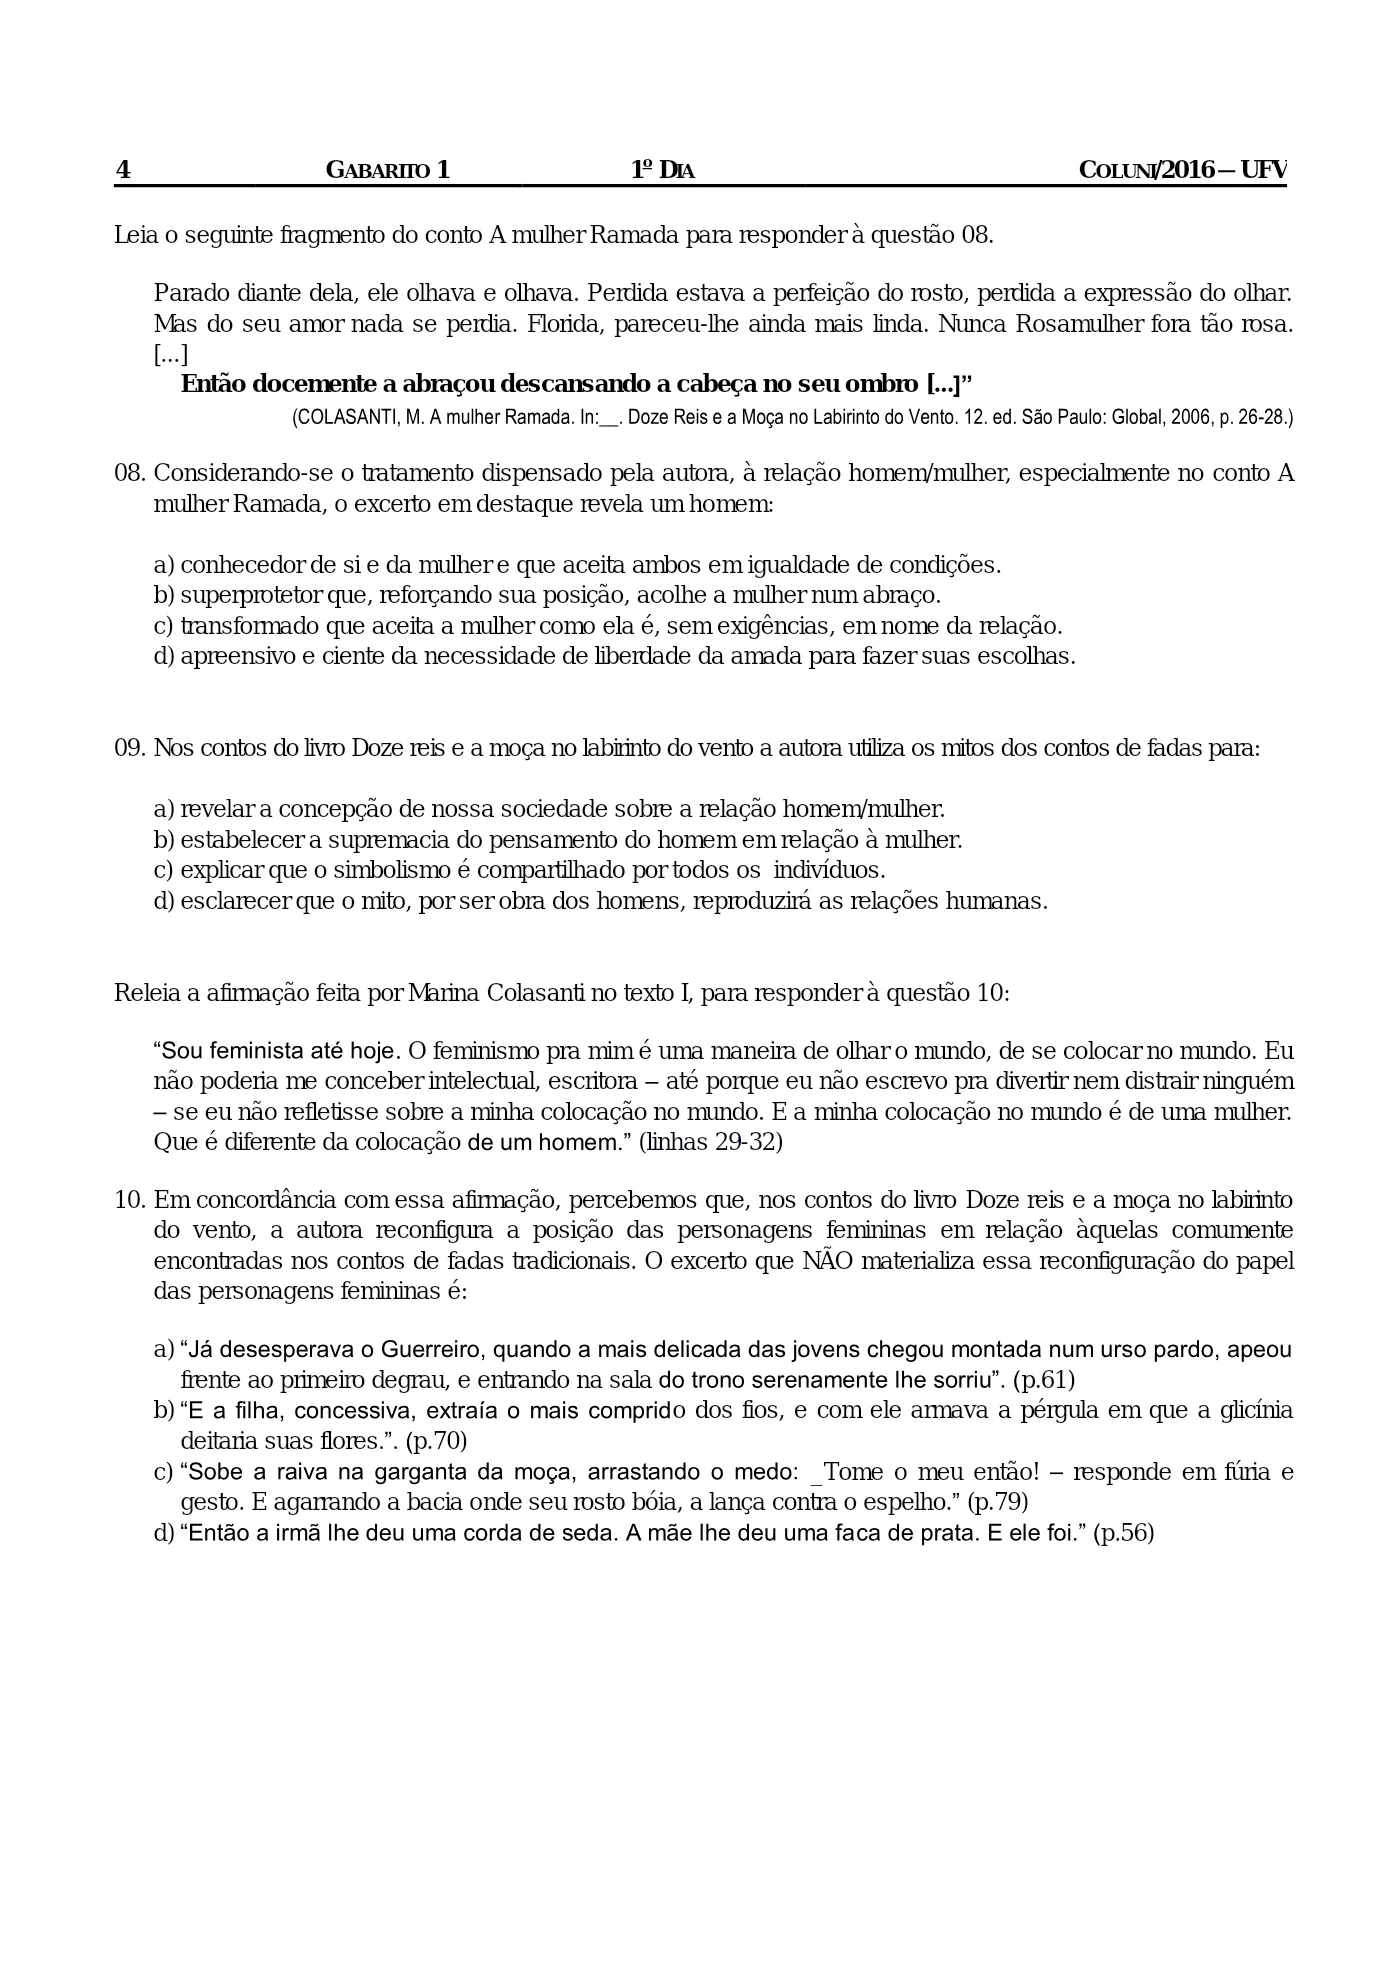 4 GABARITO 1 1º DIA COLUNI/2016 — UFV
Leia o seguinte fragmento do conto A mulher Ramada para responder à questão 08.
Parado diante dela, ele olhava e olhava. Perdida estava a perfeição do rosto, perdida a expressão do olhar.
Mas do seu amor nada se perdia. Florida, pareceu-lhe ainda mais linda. Nunca Rosamulher fora tão rosa.
[...]
Então docemente a abraçou descansando a cabeça no seu ombro [...]”
(COLASANTI, M. A mulher Ramada. In:__. Doze Reis e a Moça no Labirinto do Vento. 12. ed. São Paulo: Global, 2006, p. 26-28.)
08. Considerando-se o tratamento dispensado pela autora, à relação homem/mulher, especialmente no conto A
mulher Ramada, o excerto em destaque revela um homem:
a) conhecedor de si e da mulher e que aceita ambos em igualdade de condições.
b) superprotetor que, reforçando sua posição, acolhe a mulher num abraço.
c) transformado que aceita a mulher como ela é, sem exigências, em nome da relação.
d) apreensivo e ciente da necessidade de liberdade da amada para fazer suas escolhas.
09. Nos contos do livro Doze reis e a moça no labirinto do vento a autora utiliza os mitos dos contos de fadas para:
a) revelar a concepção de nossa sociedade sobre a relação homem/mulher.
b) estabelecer a supremacia do pensamento do homem em relação à mulher.
c) explicar que o simbolismo é compartilhado por todos os indivíduos.
d) esclarecer que o mito, por ser obra dos homens, reproduzirá as relações humanas.
Releia a afirmação feita por Marina Colasanti no texto I, para responder à questão 10:
“Sou feminista até hoje. O feminismo pra mim é uma maneira de olhar o mundo, de se colocar no mundo. Eu
não poderia me conceber intelectual, escritora – até porque eu não escrevo pra divertir nem distrair ninguém
– se eu não refletisse sobre a minha colocação no mundo. E a minha colocação no mundo é de uma mulher.
Que é diferente da colocação de um homem.” (linhas 29-32)
10. Em concordância com essa afirmação, percebemos que, nos contos do livro Doze reis e a moça no labirinto
do vento, a autora reconfigura a posição das personagens femininas em relação àquelas comumente
encontradas nos contos de fadas tradicionais. O excerto que NÃO materializa essa reconfiguração do papel
das personagens femininas é:
a) “Já desesperava o Guerreiro, quando a mais delicada das jovens chegou montada num urso pardo, apeou
frente ao primeiro degrau, e entrando na sala do trono serenamente lhe sorriu”. (p.61)
b) “E a filha, concessiva, extraía o mais comprido dos fios, e com ele armava a pérgula em que a glicínia
deitaria suas flores.”. (p.70)
c) “Sobe a raiva na garganta da moça, arrastando o medo: _Tome o meu então! – responde em fúria e
gesto. E agarrando a bacia onde seu rosto bóia, a lança contra o espelho.” (p.79)
d) “Então a irmã lhe deu uma corda de seda. A mãe lhe deu uma faca de prata. E ele foi.” (p.56)